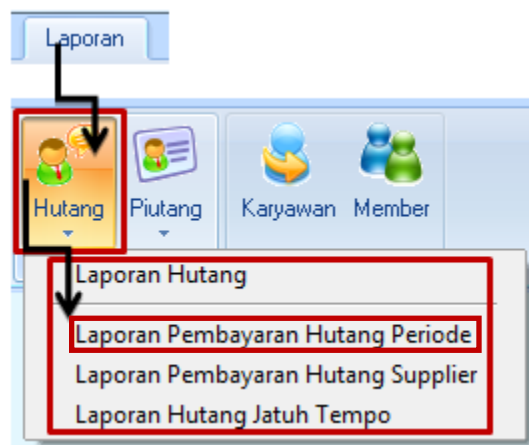 Laporan
Hutang Piutang Karyawan Member
Laporan Hutang
Laporan Pembayaran Hutang Periode
Laporan Pembayaran Hutang Supplier
Laporan Hutang Jatuh Tempo